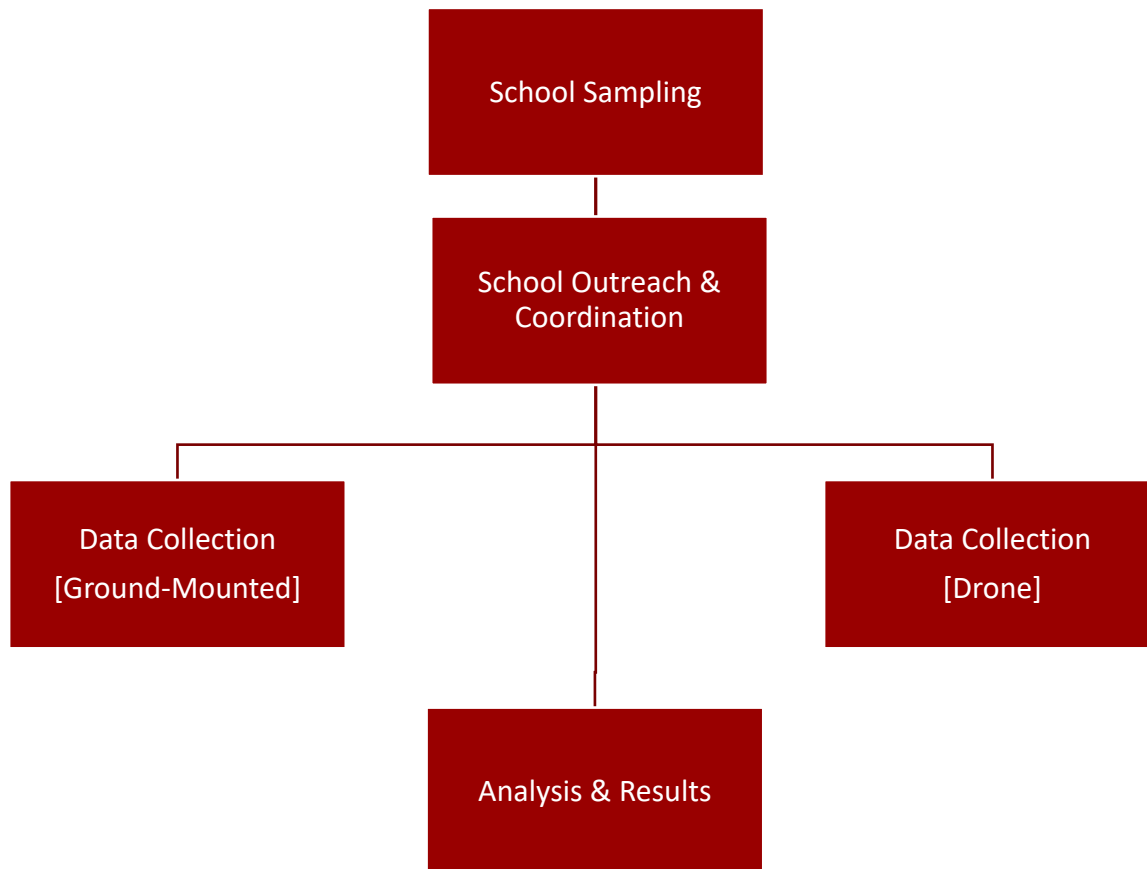 School Sampling
School Outreach &
Coordination
Data Collection
[Ground-Mounted]
Data Collection
[Drone]
Analysis & Results